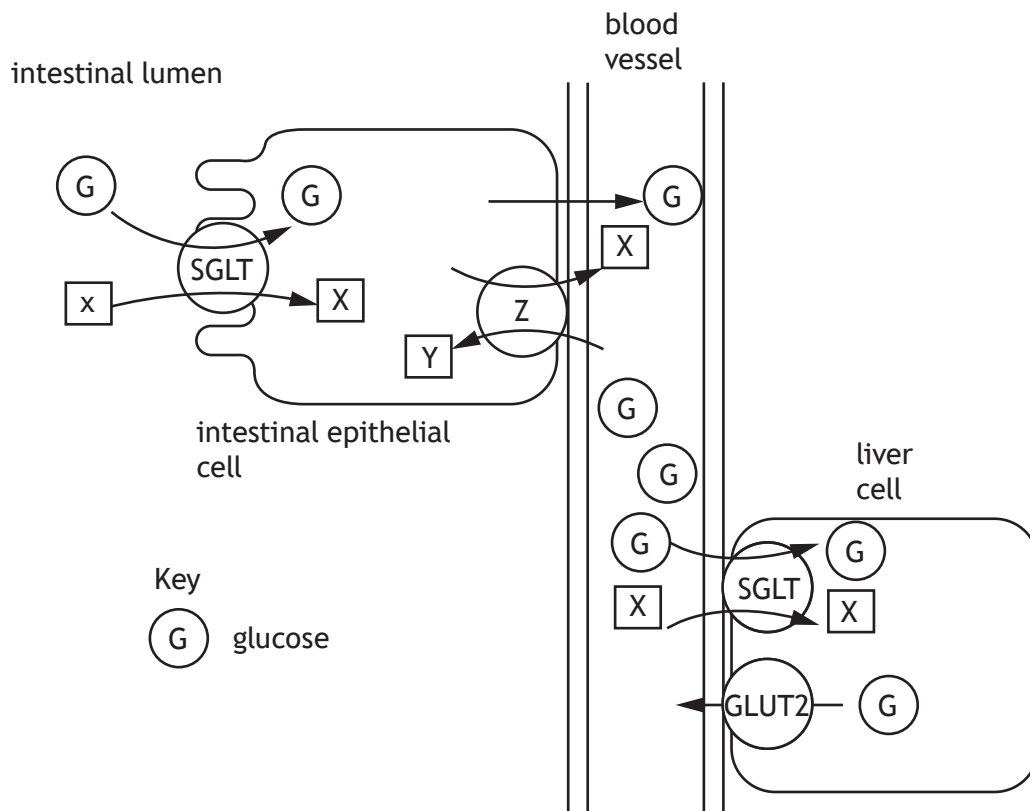 blood
vessel
intestinal lumen
G
G
G
SGLT
X
x
X
Z
Y
G
intestinal epithelial
cell
G
liver
cell
G
G
SGLT
X
X
Key
G glucose
GLUT2
G